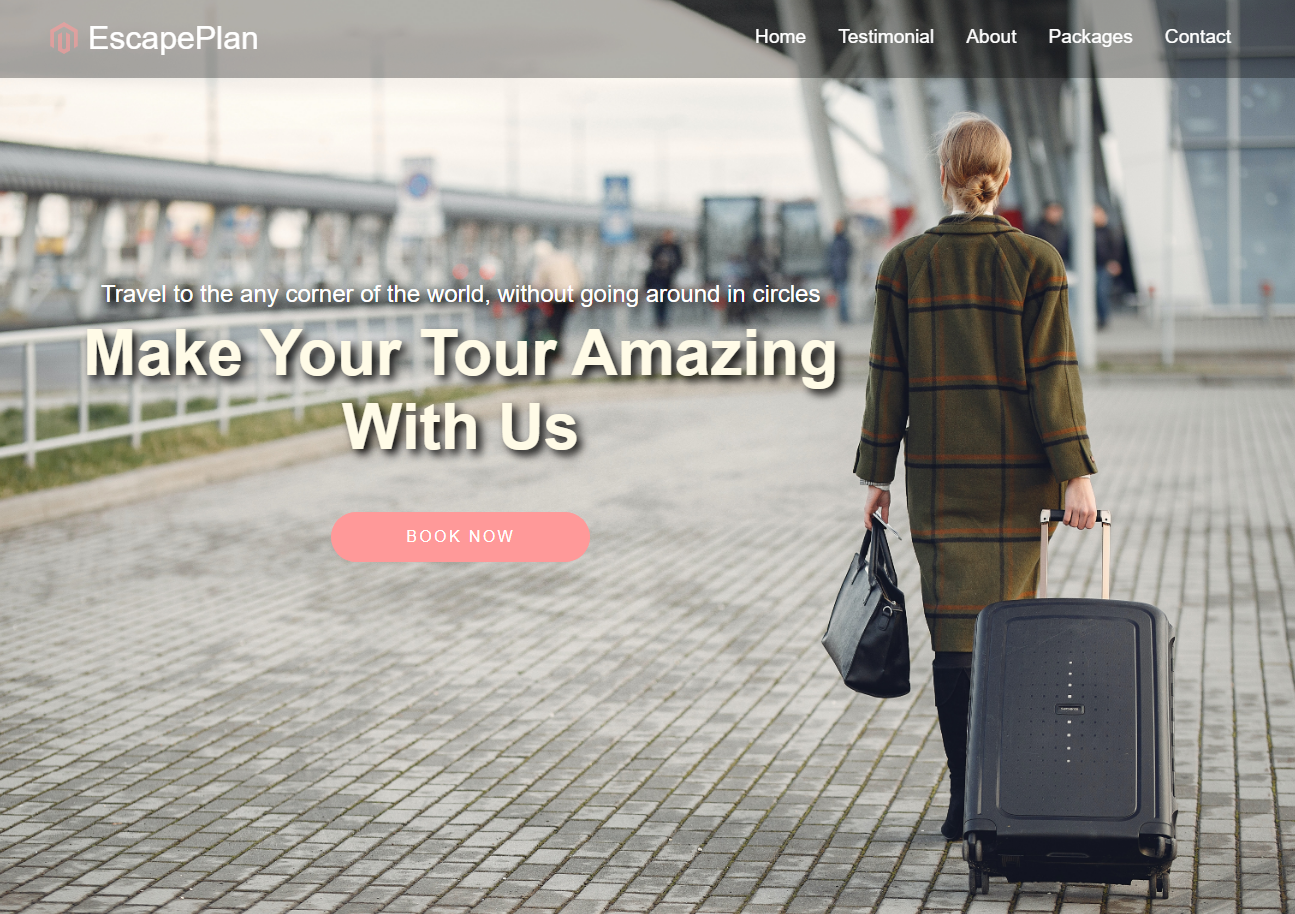 EscapePlan
Home Testimonial About Packages Contact
Travel to the any corner of the world, without going around in circles
Make Your Tour Amazing
With Us
BOOK NOW